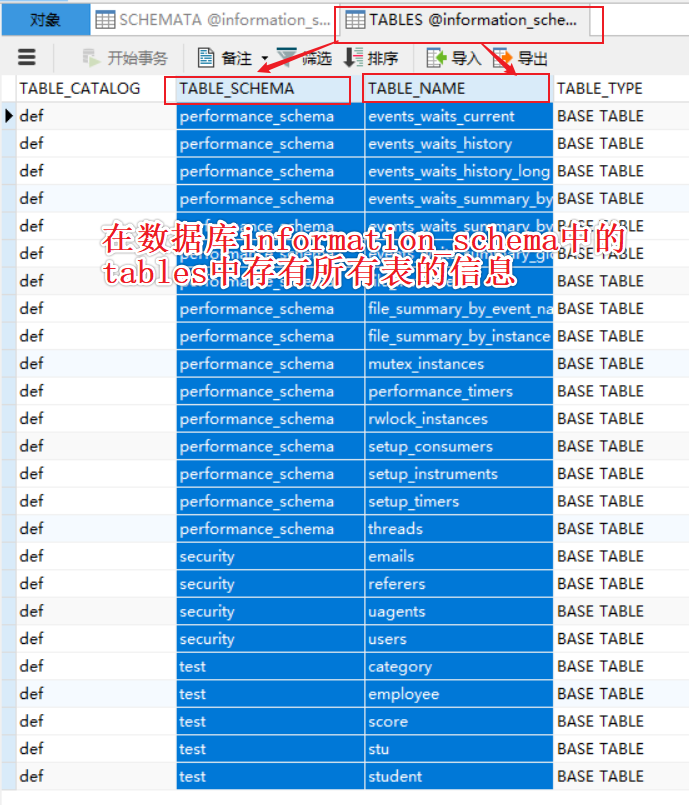 对象 SCHEMATA @information_s... TABLES @information_sche...
开始事务 备注 筛选 排序 导入 导出
TABLE_CATALOG TABLE_SCHEMA TABLE_NAME TABLE_TYPE
def performance_schema events_waits_current BASE TABLE
def performance_schema events_waits_history BASE TABLE
def performance_schema events_waits_history_long BASE TABLE
def performance_schema events_waits_summary_by BASE TABLE
def performance_schema events_waits_summary_by BASE TABLE
在数据库information_schema中的
def BASE TABLE
tables中存有所有表的信息
def BASE TABLE
def performance_schema file_summary_by_event_na BASE TABLE
def performance_schema file_summary_by_instance BASE TABLE
def performance_schema mutex_instances BASE TABLE
def performance_schema performance_timers BASE TABLE
def performance_schema rwlock_instances BASE TABLE
def performance_schema setup_consumers BASE TABLE
def performance_schema setup_instruments BASE TABLE
def performance_schema setup_timers BASE TABLE
def performance_schema threads BASE TABLE
def security emails BASE TABLE
def security referers BASE TABLE
def security uagents BASE TABLE
def security users BASE TABLE
def test category BASE TABLE
def test employee BASE TABLE
def test score BASE TABLE
def test stu BASE TABLE
def test student BASE TABLE